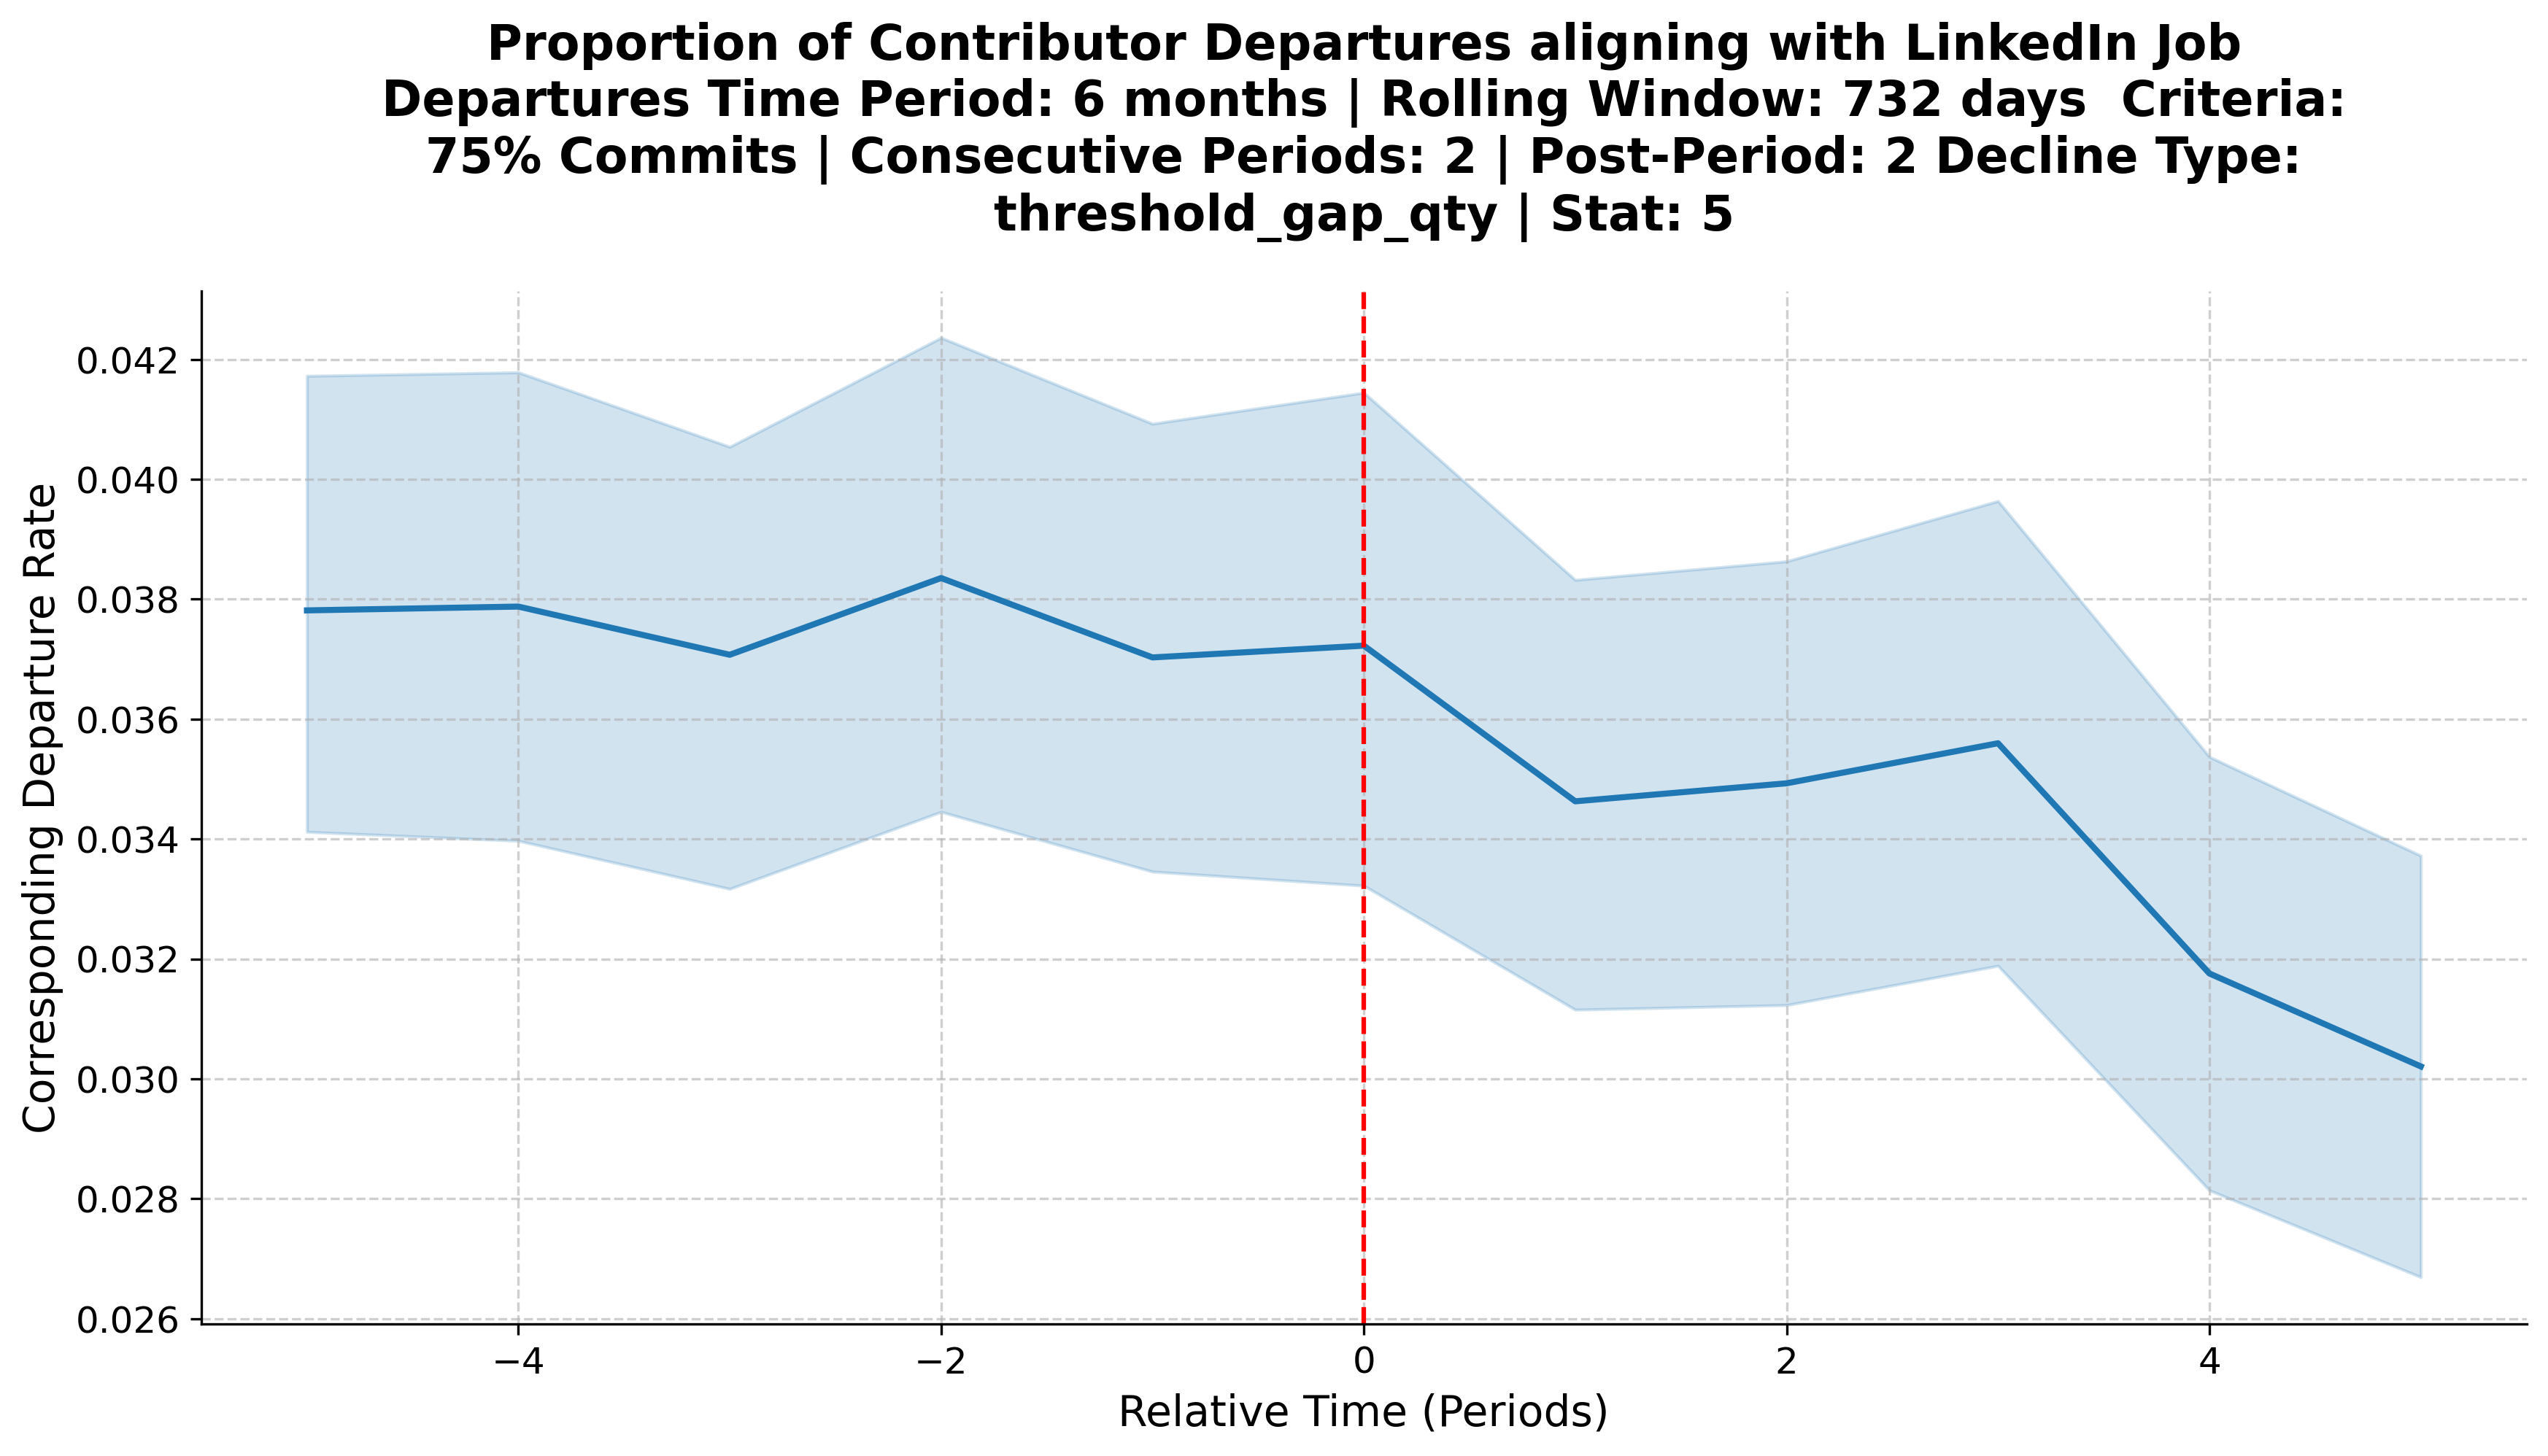 Proportion of Contributor Departures aligning with LinkedIn Job
Departures Time Period: 6 months | Rolling Window: 732 days  Criteria:
75% Commits | Consecutive Periods: 2 | Post-Period: 2 Decline Type:
threshold_gap_qty | Stat: 5
Corresponding Departure Rate
0.042
0.040
0.038
0.036
0.034
0.032
0.030
0.028
0.026
−4
−2
0
2
4
Relative Time (Periods)